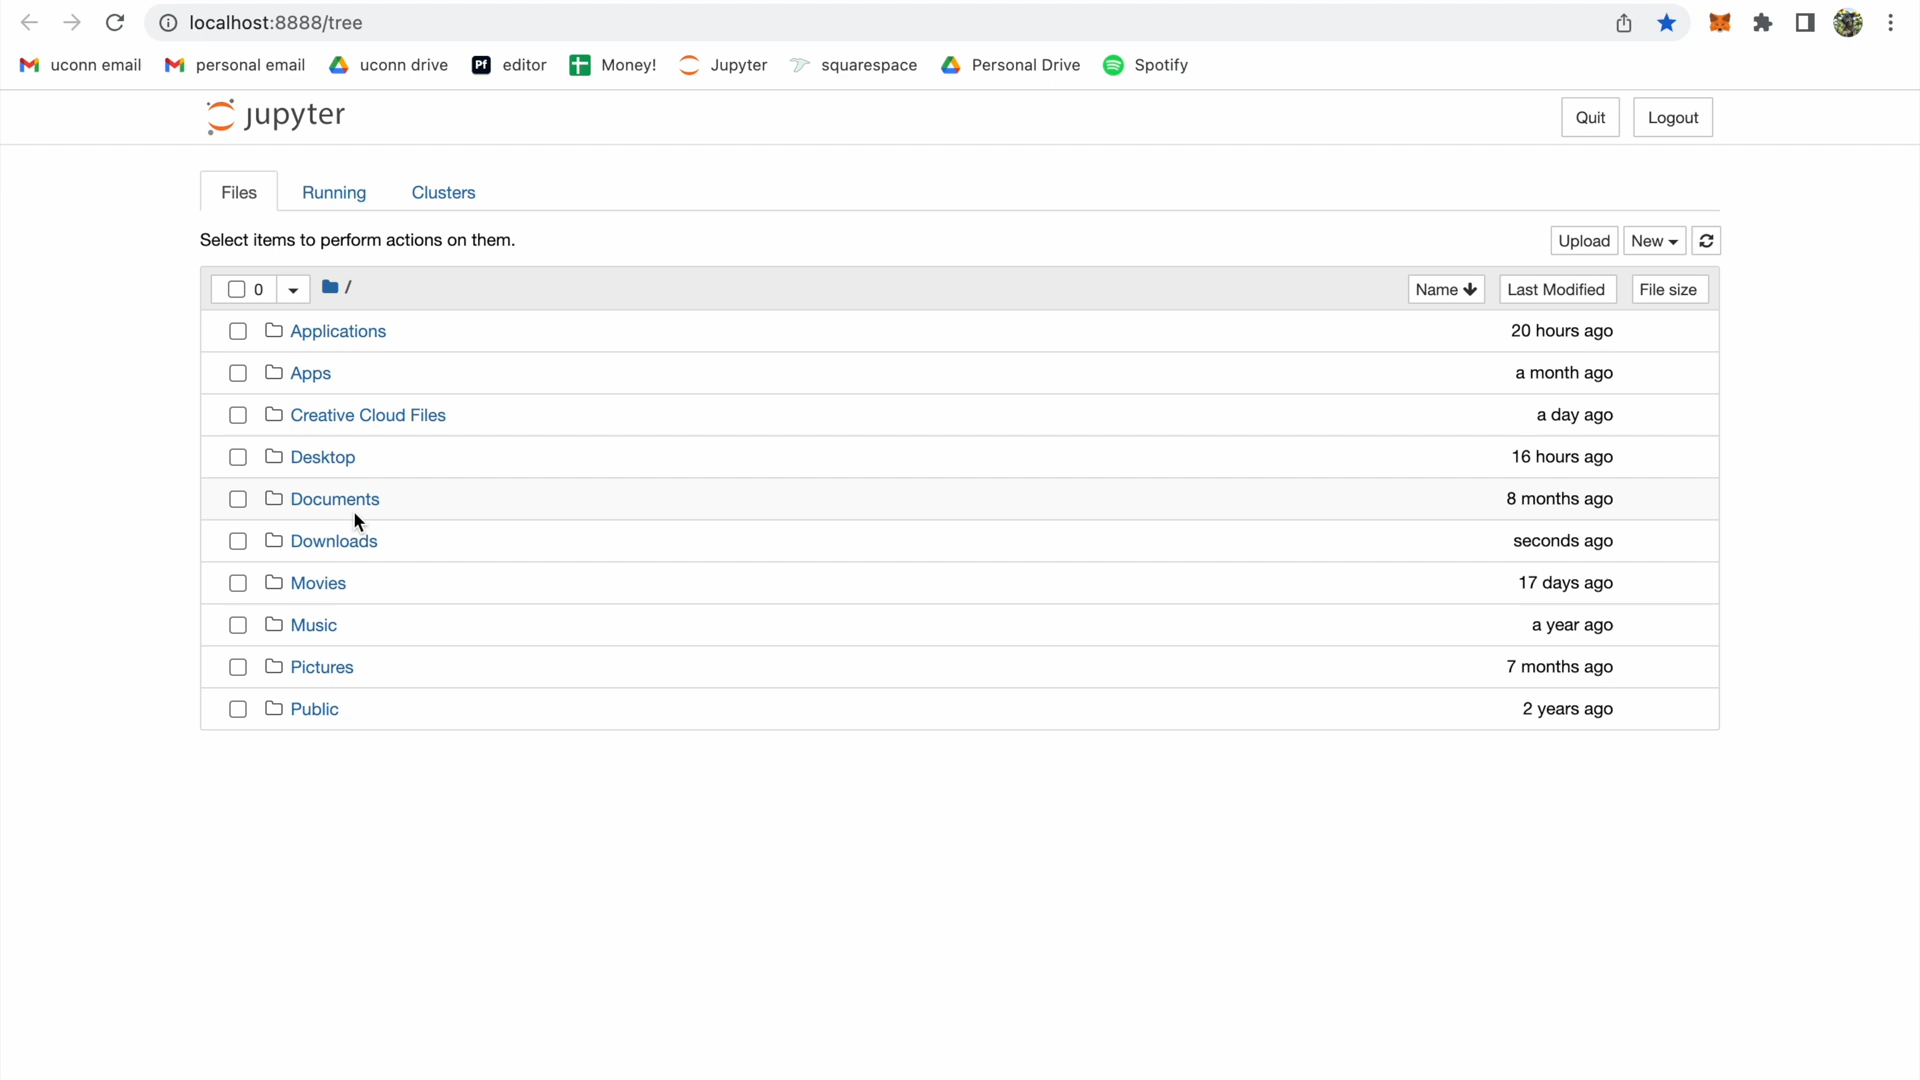 localhost:8888/tree
uconn email personal email uconn drive Pf editor Money! Jupyter squarespace Personal Drive Spotify
jupyter Quit Logout
Files Running Clusters
Select items to perform actions on them. Upload New
0 / Name Last Modified File size
Applications 20 hours ago
Apps a month ago
Creative Cloud Files a day ago
Desktop 16 hours ago
Documents 8 months ago
Downloads seconds ago
Movies 17 days ago
Music a year ago
Pictures 7 months ago
Public 2 years ago